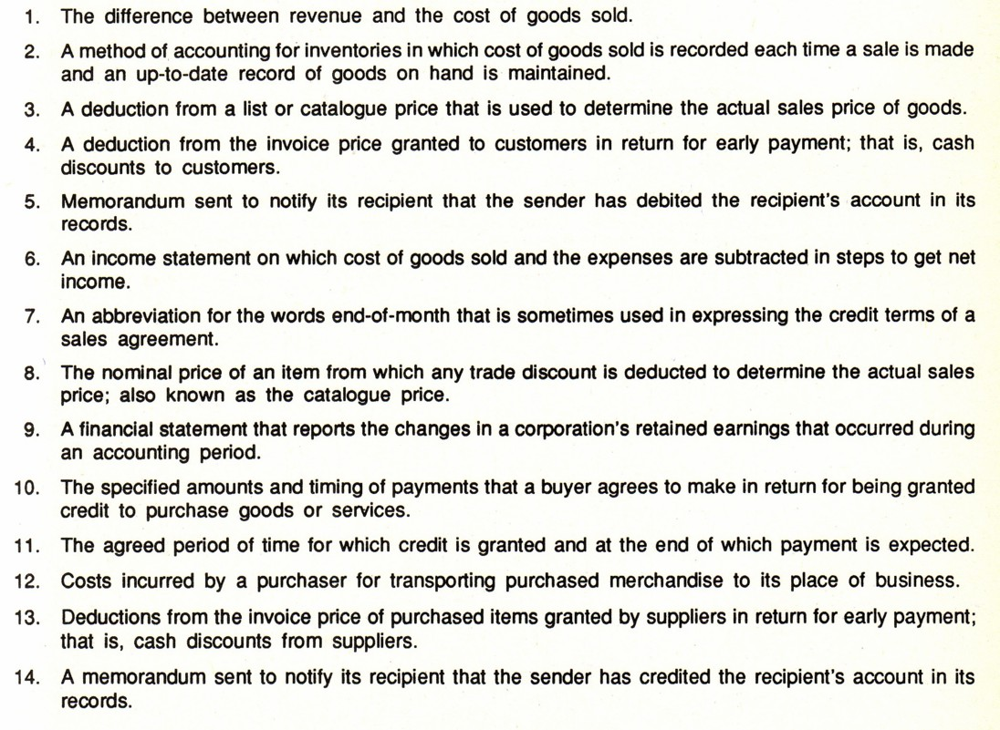 1. The difference between revenue and the cost of goods sold.
2. A method of accounting for inventories in which cost of goods sold is recorded each time a sale is made
and an up-to-date record of goods on hand is maintained.
3. A deduction from a list or catalogue price that is used to determine the actual sales price of goods.
4. A deduction from the invoice price granted to customers in return for early payment; that is, cash
discounts to customers.
5. Memorandum sent to notify its recipient that the sender has debited the recipient's account in its
records.
6. An income statement on which cost of goods sold and the expenses are subtracted in steps to get net
income.
7. An abbreviation for the words end-of-month that is sometimes used in expressing the credit terms of a
sales agreement.
8. The nominal price of an item from which any trade discount is deducted to determine the actual sales
price; also known as the catalogue price.
9. A financial statement that reports the changes in a corporation's retained earnings that occurred during
an accounting period.
10. The specified amounts and timing of payments that a buyer agrees to make in return for being granted
credit to purchase goods or services.
11. The agreed period of time for which credit is granted and at the end of which payment is expected.
12. Costs incurred by a purchaser for transporting purchased merchandise to its place of business.
13. Deductions from the invoice price of purchased items granted by suppliers in return for early payment;
that is, cash discounts from suppliers.
14. A memorandum sent to notify its recipient that the sender has credited the recipient's account in its
records.